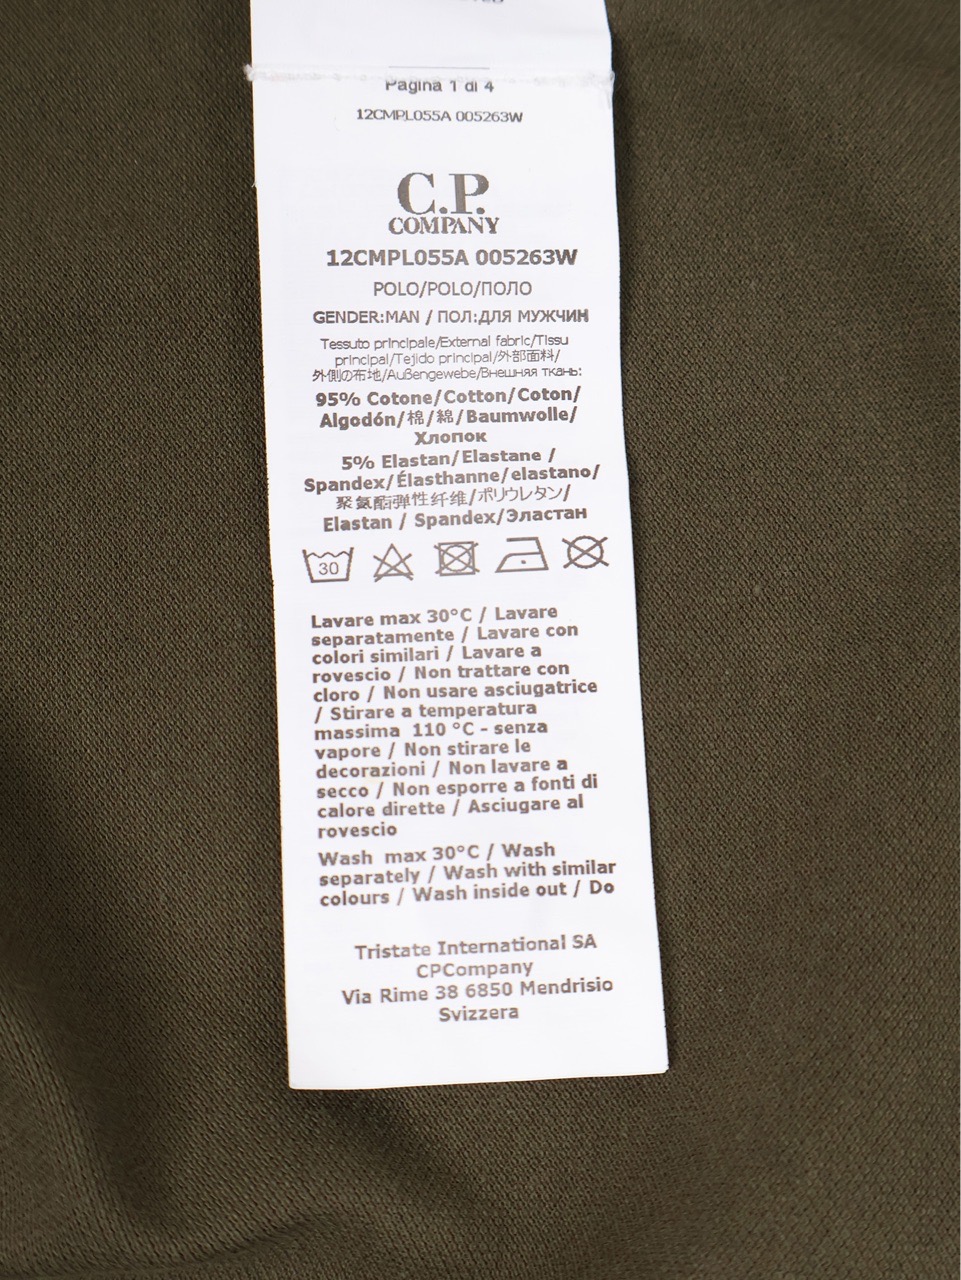 Pagina 1 di 4
12CMPL055A 005263W
C.P.
COMPANY
12CMPL055A 005263W
POLO/POLO/ПОЛО
GENDER:MAN / ПОЛ:ДЛЯ МУЖЧИН
Tessuto principale/External fabric/Tissu
principal/Tejido principal/外部面料/
外側の布地/Außengewebe/Внешняя ткань:
95% Cotone/Cotton/Coton/
Algodón/棉/綿/Baumwolle/
Хлопок
5% Elastan/Elastane /
Spandex/Élasthanne/elastano/
聚氨酯弹性纤维/ポリウレタン/
Elastan / Spandex/Эластан
30
Lavare max 30°C / Lavare
separatamente / Lavare con
colori similari / Lavare a
rovescio / Non trattare con
cloro / Non usare asciugatrice
/ Stirare a temperatura
massima 110 °C - senza
vapore / Non stirare le
decorazioni / Non lavare a
secco / Non esporre a fonti di
calore dirette / Asciugare al
rovescio
Wash max 30°C / Wash
separately / Wash with similar
colours / Wash inside out / Do
Tristate International SA
CPCompany
Via Rime 38 6850 Mendrisio
Svizzera